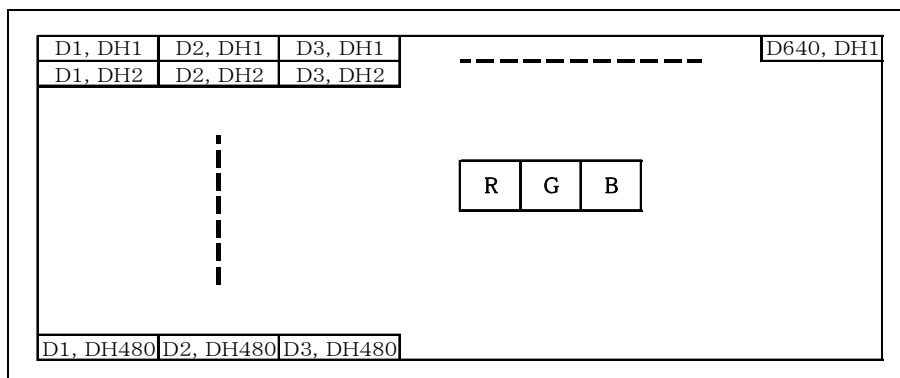 D1, DH1 D2, DH1 D3, DH1 D640, DH1
D1, DH2 D2, DH2 D3, DH2
R G B
D1, DH480 D2, DH480 D3, DH480